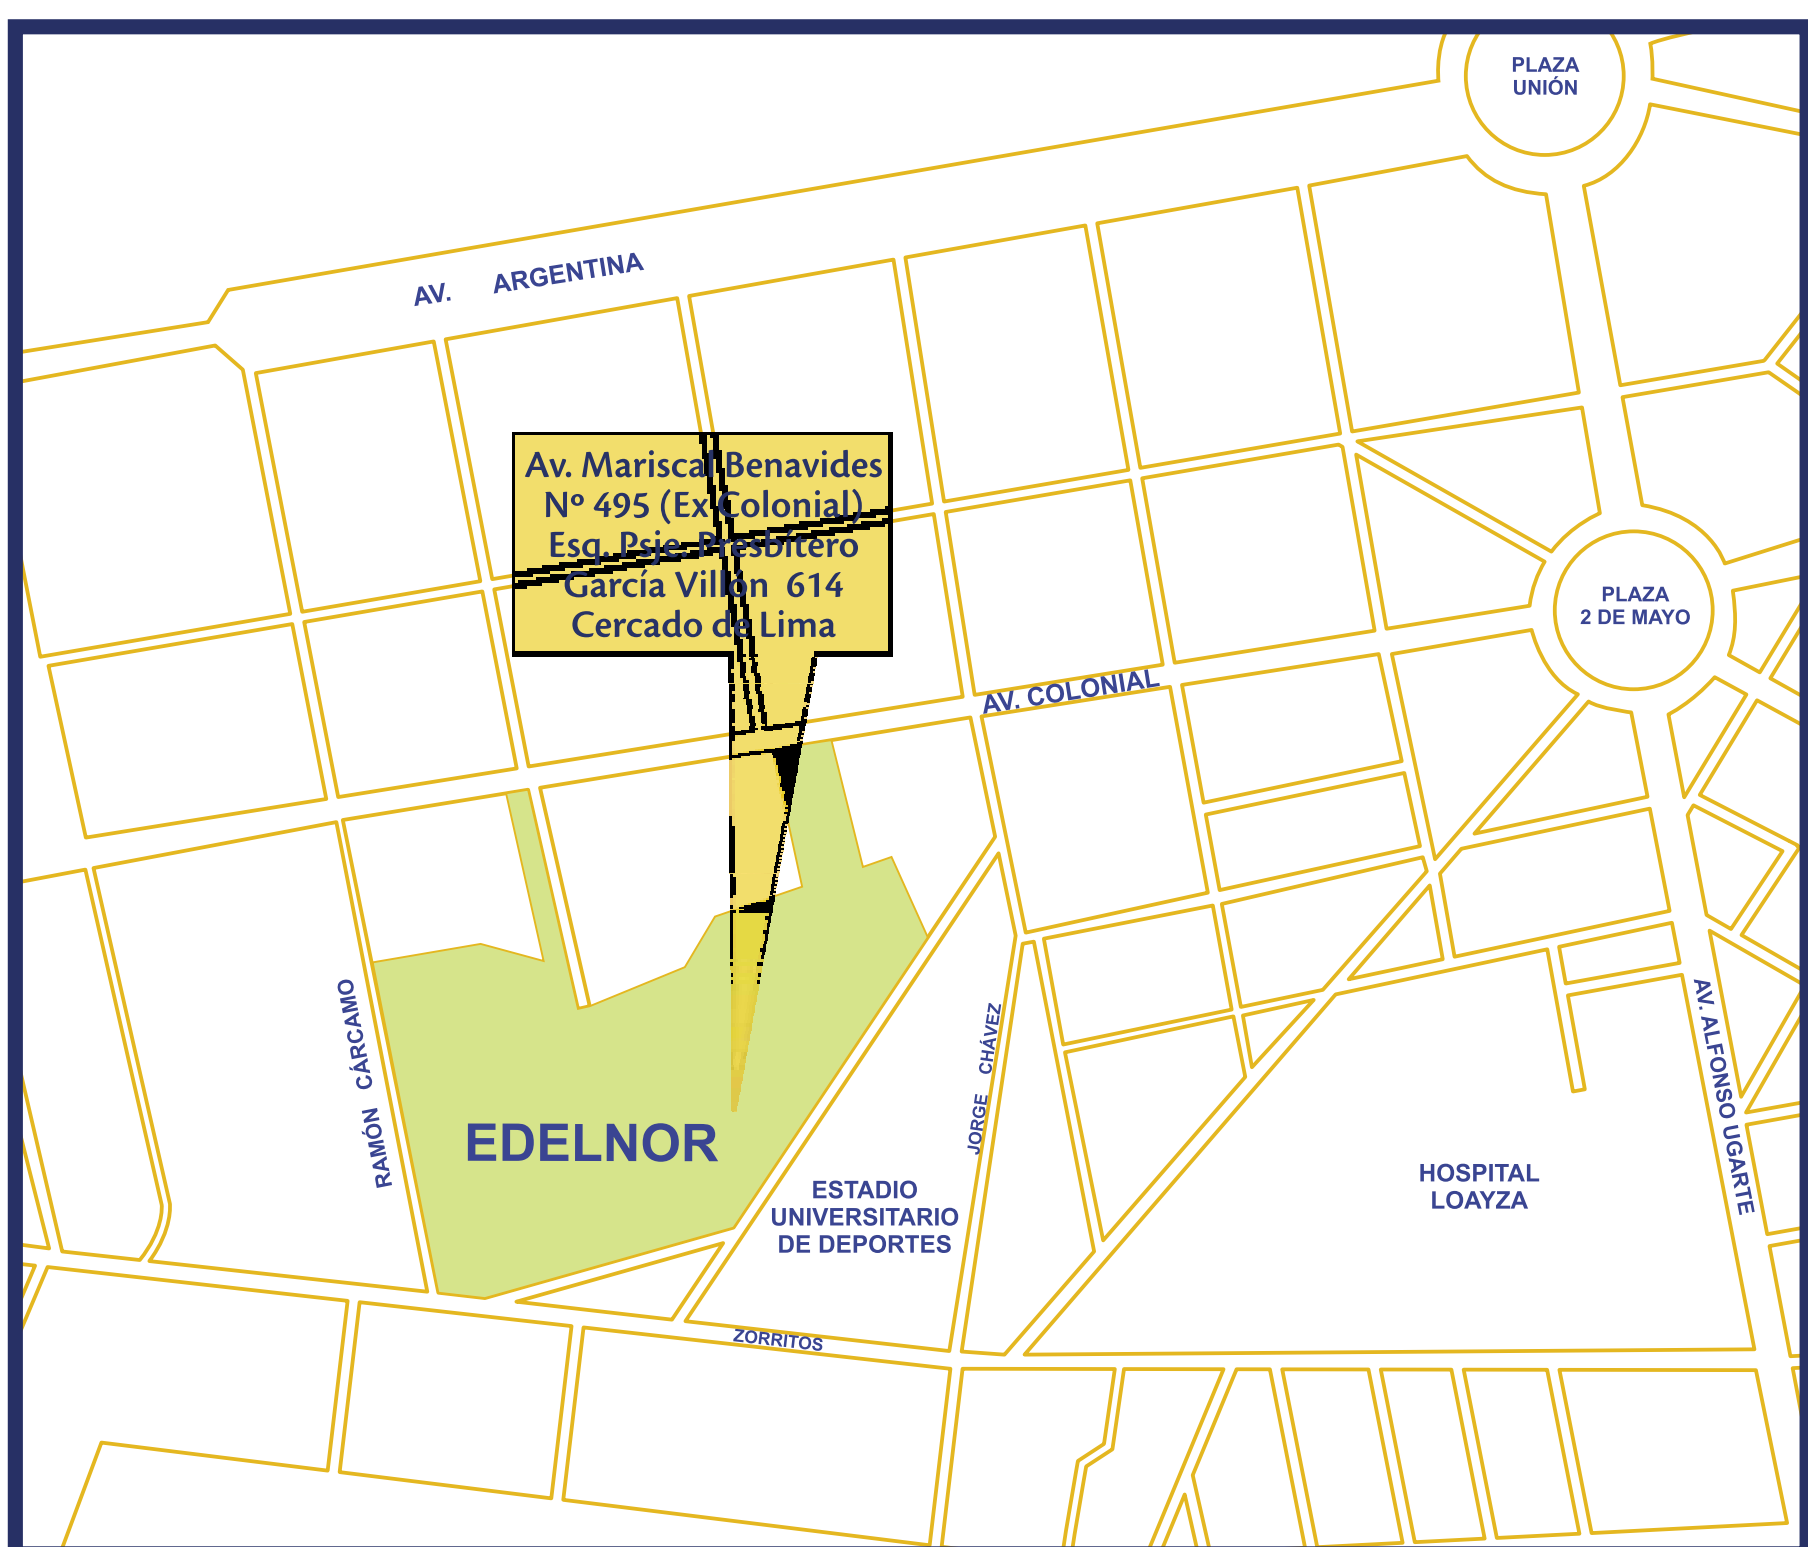 PLAZA
UNIÓN
AV. ARGENTINA
Av. Mariscal Benavides
Nº 495 (Ex Colonial)
Esq. Psje. Presbítero
García Villón 614
Cercado de Lima
PLAZA
2 DE MAYO
AV. COLONIAL
RAMÓN CÁRCAMO
JORGE CHÁVEZ
AV. ALFONSO UGARTE
EDELNOR
ESTADIO
UNIVERSITARIO
DE DEPORTES
HOSPITAL
LOAYZA
ZORRITOS